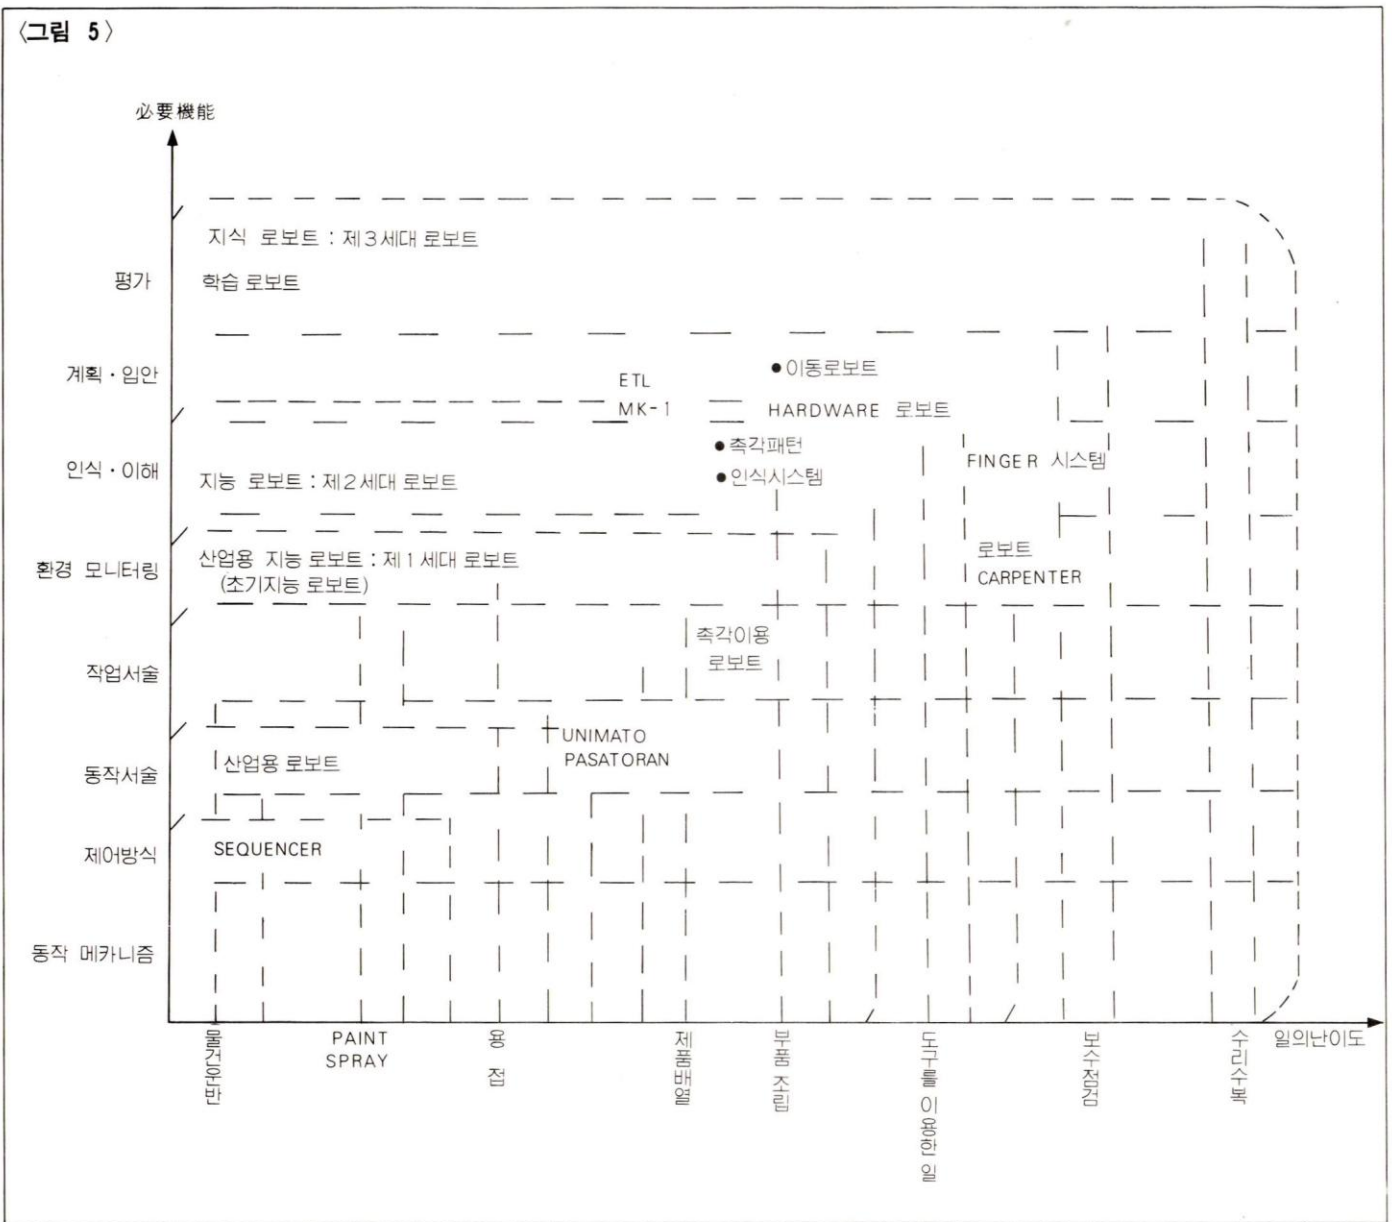 〈그림 5〉
必要機能
지식 로보트 : 제3세대 로보트
평가
학습 로보트
계획·입안
ETL
MK-1
●이동로보트
HARDWARE 로보트
●촉각패턴
●인식시스템
인식·이해
지능 로보트 : 제2세대 로보트
FINGER 시스템
환경 모니터링
산업용 지능 로보트 : 제1세대 로보트
(초기지능 로보트)
로보트
CARPENTER
작업서술
촉각이용
로보트
동작서술
산업용 로보트
UNIMATO
PASATORAN
제어방식
SEQUENCER
동작 메카니즘
물건운반
PAINT
SPRAY
용접
제품배열
부품 조립
도구를 이용한 일
보수점검
수리수복
일의난이도